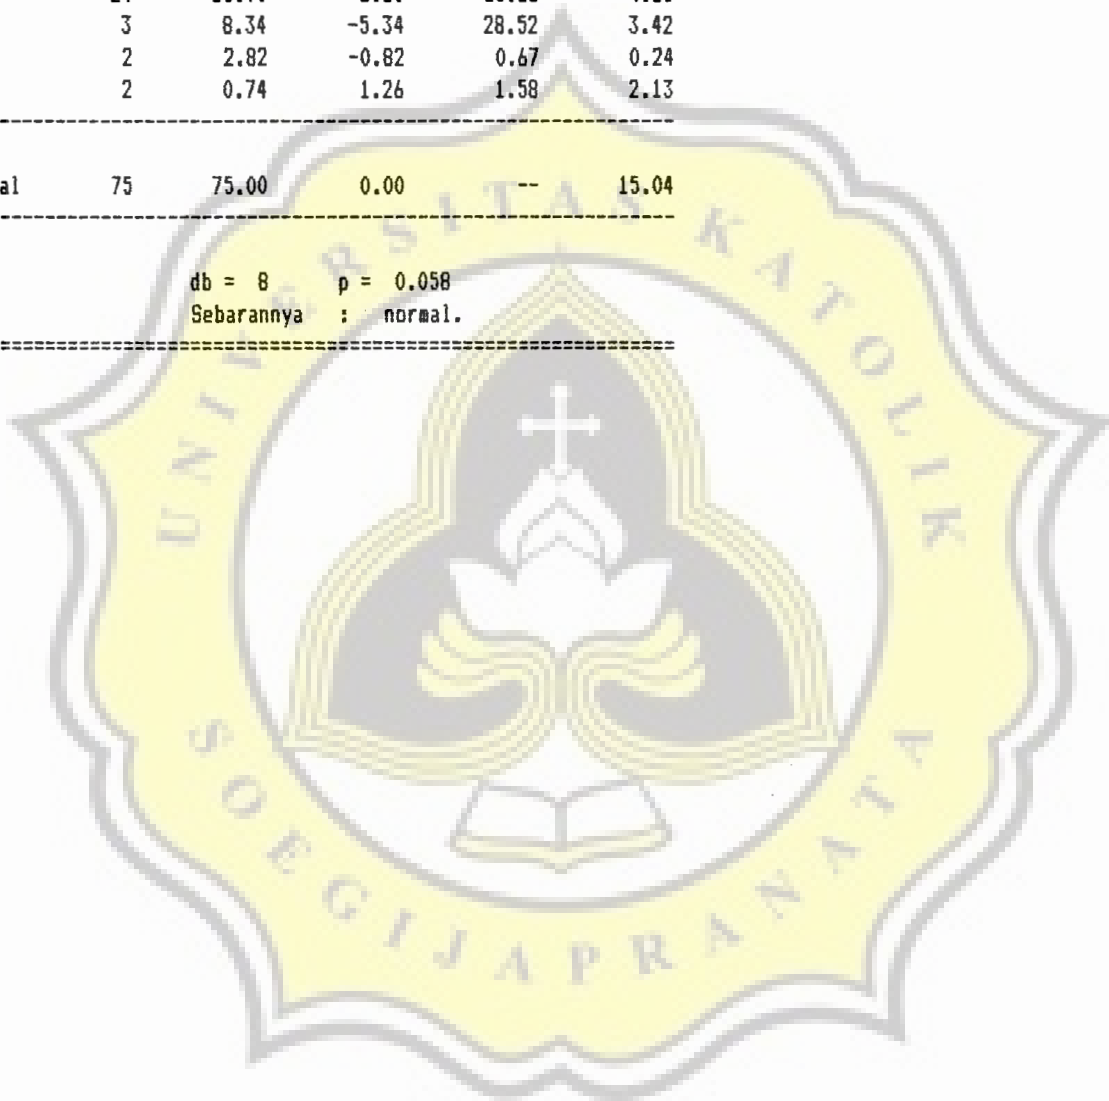 3 8.34 -5.34 28.52 3.42
2 2.82 -0.82 0.67 0.24
2 0.74 1.26 1.58 2.13
al 75 75.00 0.00 -- 15.04
db = 8 p = 0.058
Sebarannya : normal.
UNIVERSITAS KATOLIK
SOEGIJAPRANATA